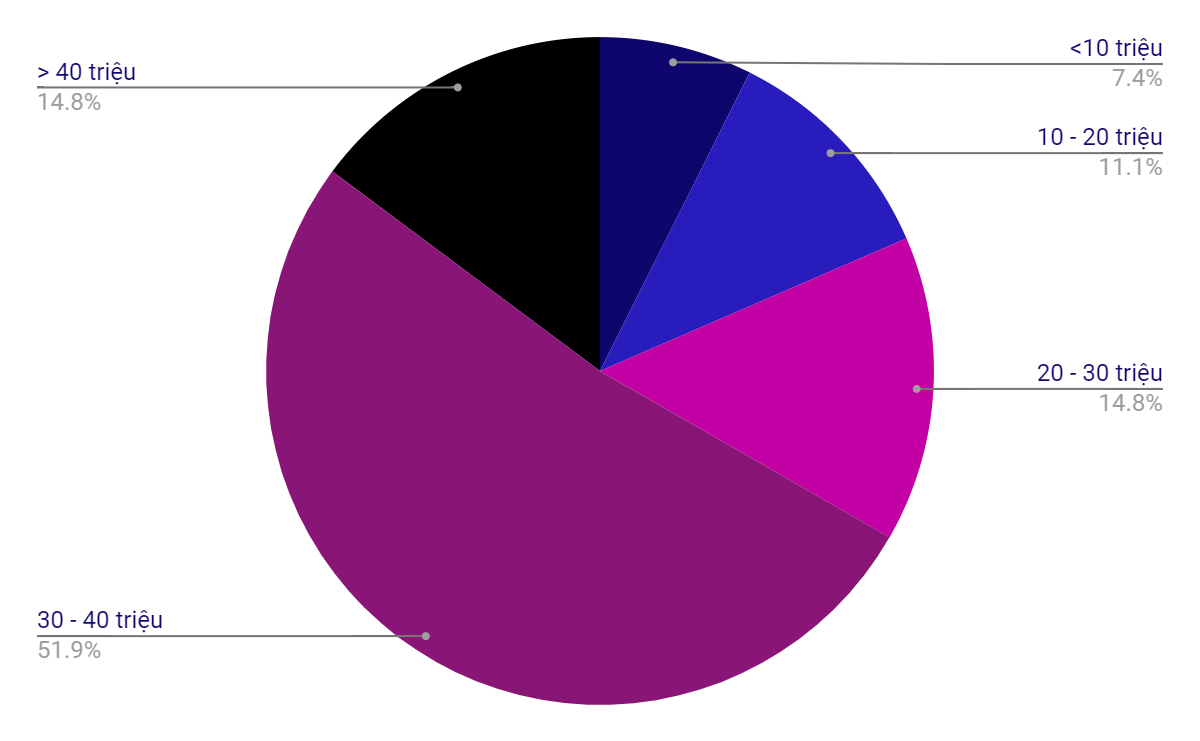 > 40 triệu
14.8%
<10 triệu
7.4%
10 - 20 triệu
11.1%
20 - 30 triệu
14.8%
30 - 40 triệu
51.9%